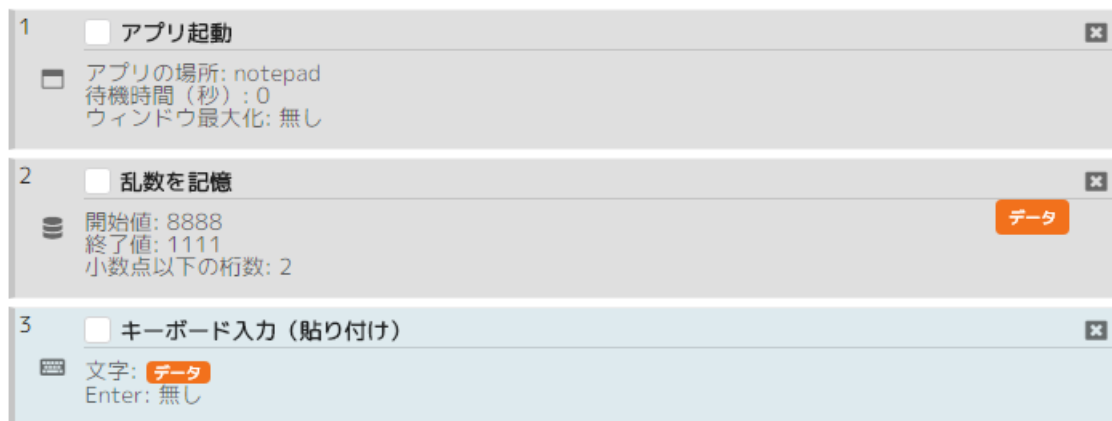 1
アプリ起動
アプリの場所: notepad
待機時間（秒）: 0
ウィンドウ最大化: 無し
2
乱数を記憶
開始値: 8888
データ
終了値: 1111
小数点以下の桁数: 2
3
キーボード入力（貼り付け）
文字: データ
Enter: 無し